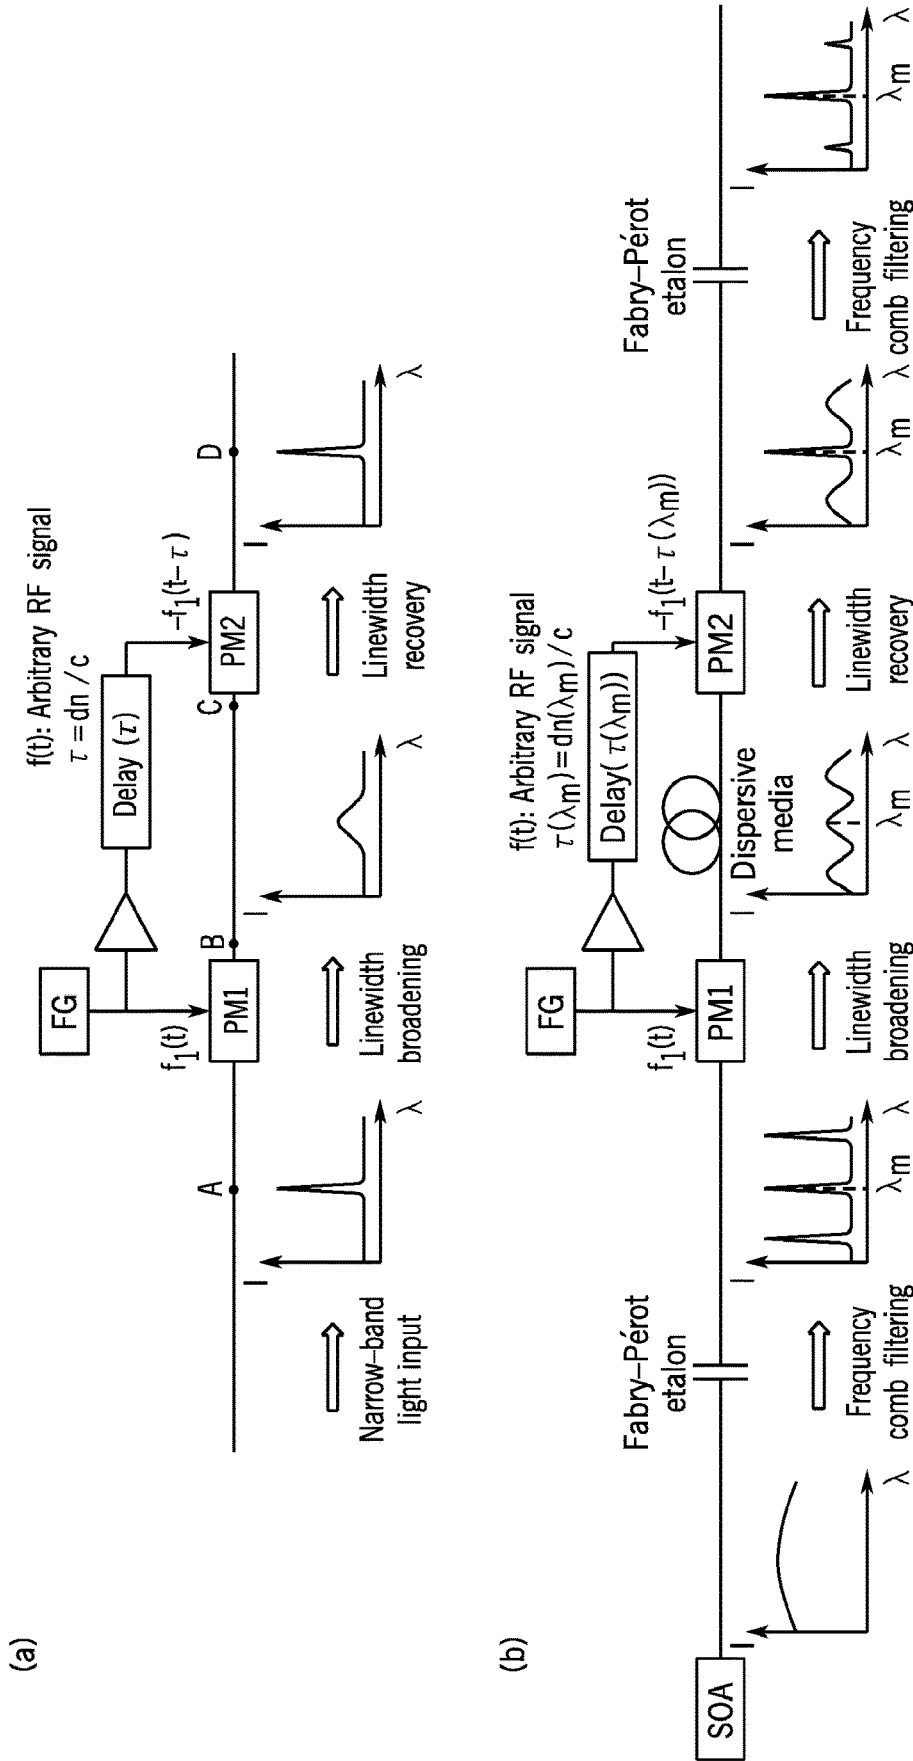 (a)
f(t): Arbitrary RF signal
τ = dn / c
FG
Delay (τ)
f₁(t)
−f₁(t−τ)
PM1
PM2
A
B
C
D
Narrow–band
light input
I
λ
Linewidth
broadening
I
λ
Linewidth
recovery
I
λ
(b)
f(t): Arbitrary RF signal
τ(λₘ)=dn(λₘ)/c
FG
Delay(τ(λₘ))
f₁(t)
−f₁(t−τ(λₘ))
SOA
Fabry–Pérot
etalon
PM1
Dispersive
media
PM2
Fabry–Pérot
etalon
I
λ
Frequency
comb filtering
I
λₘ
λ
Linewidth
broadening
I
λₘ
λ
Linewidth
recovery
I
λₘ
λ
Frequency
comb filtering
I
λₘ
λ